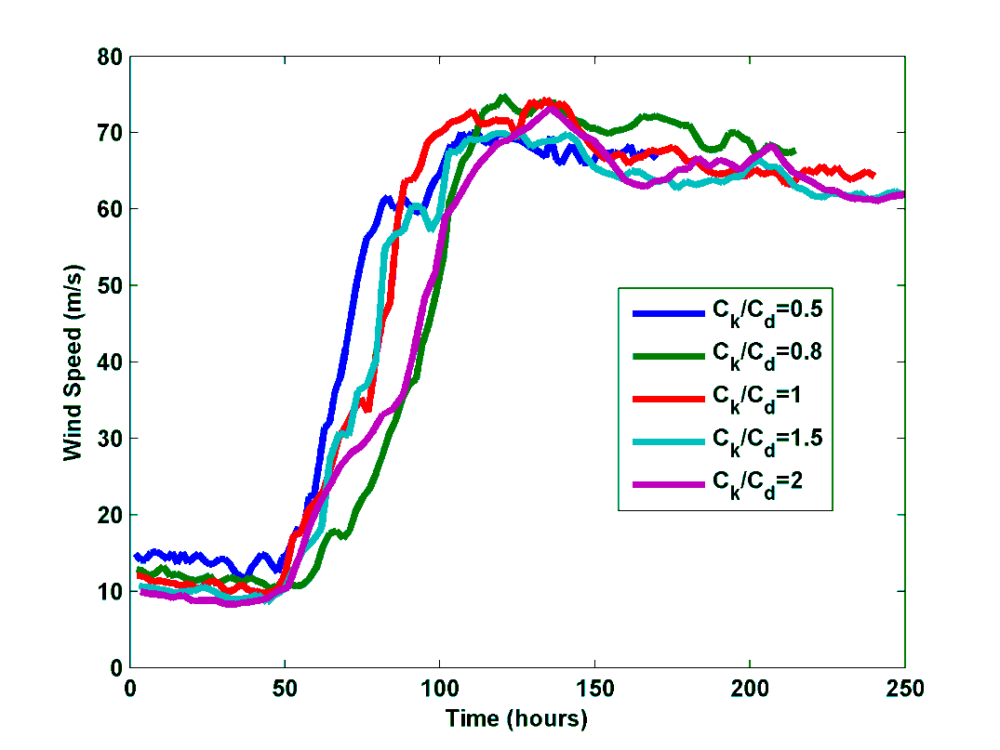 80
70
60
50
40
30
20
10
0
Wind Speed (m/s)
C_k/C_d=0.5
C_k/C_d=0.8
C_k/C_d=1
C_k/C_d=1.5
C_k/C_d=2
0 50 100 150 200 250
Time (hours)